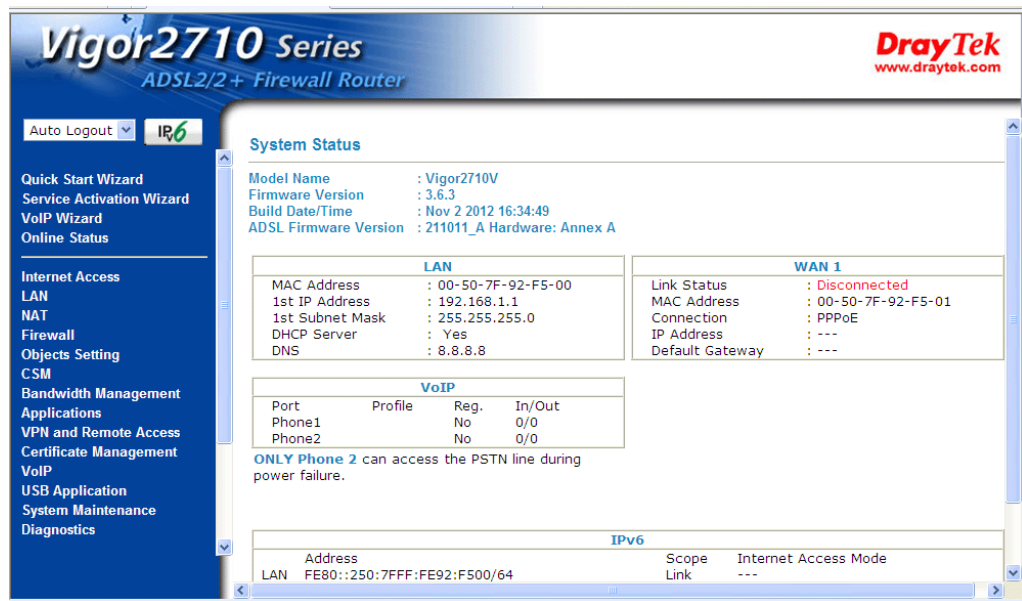 Vigor2710 Series
ADSL2/2+ Firewall Router
DrayTek
www.draytek.com
Auto Logout
IPv6
Quick Start Wizard
Service Activation Wizard
VoIP Wizard
Online Status
Internet Access
LAN
NAT
Firewall
Objects Setting
CSM
Bandwidth Management
Applications
VPN and Remote Access
Certificate Management
VoIP
USB Application
System Maintenance
Diagnostics
System Status
Model Name : Vigor2710V
Firmware Version : 3.6.3
Build Date/Time : Nov 2 2012 16:34:49
ADSL Firmware Version : 211011_A Hardware: Annex A
LAN
MAC Address : 00-50-7F-92-F5-00
1st IP Address : 192.168.1.1
1st Subnet Mask : 255.255.255.0
DHCP Server : Yes
DNS : 8.8.8.8
WAN 1
Link Status : Disconnected
MAC Address : 00-50-7F-92-F5-01
Connection : PPPoE
IP Address : ---
Default Gateway : ---
VoIP
Port Profile Reg. In/Out
Phone1 No 0/0
Phone2 No 0/0
ONLY Phone 2 can access the PSTN line during
power failure.
IPv6
Address Scope Internet Access Mode
LAN FE80::250:7FFF:FE92:F500/64 Link ---